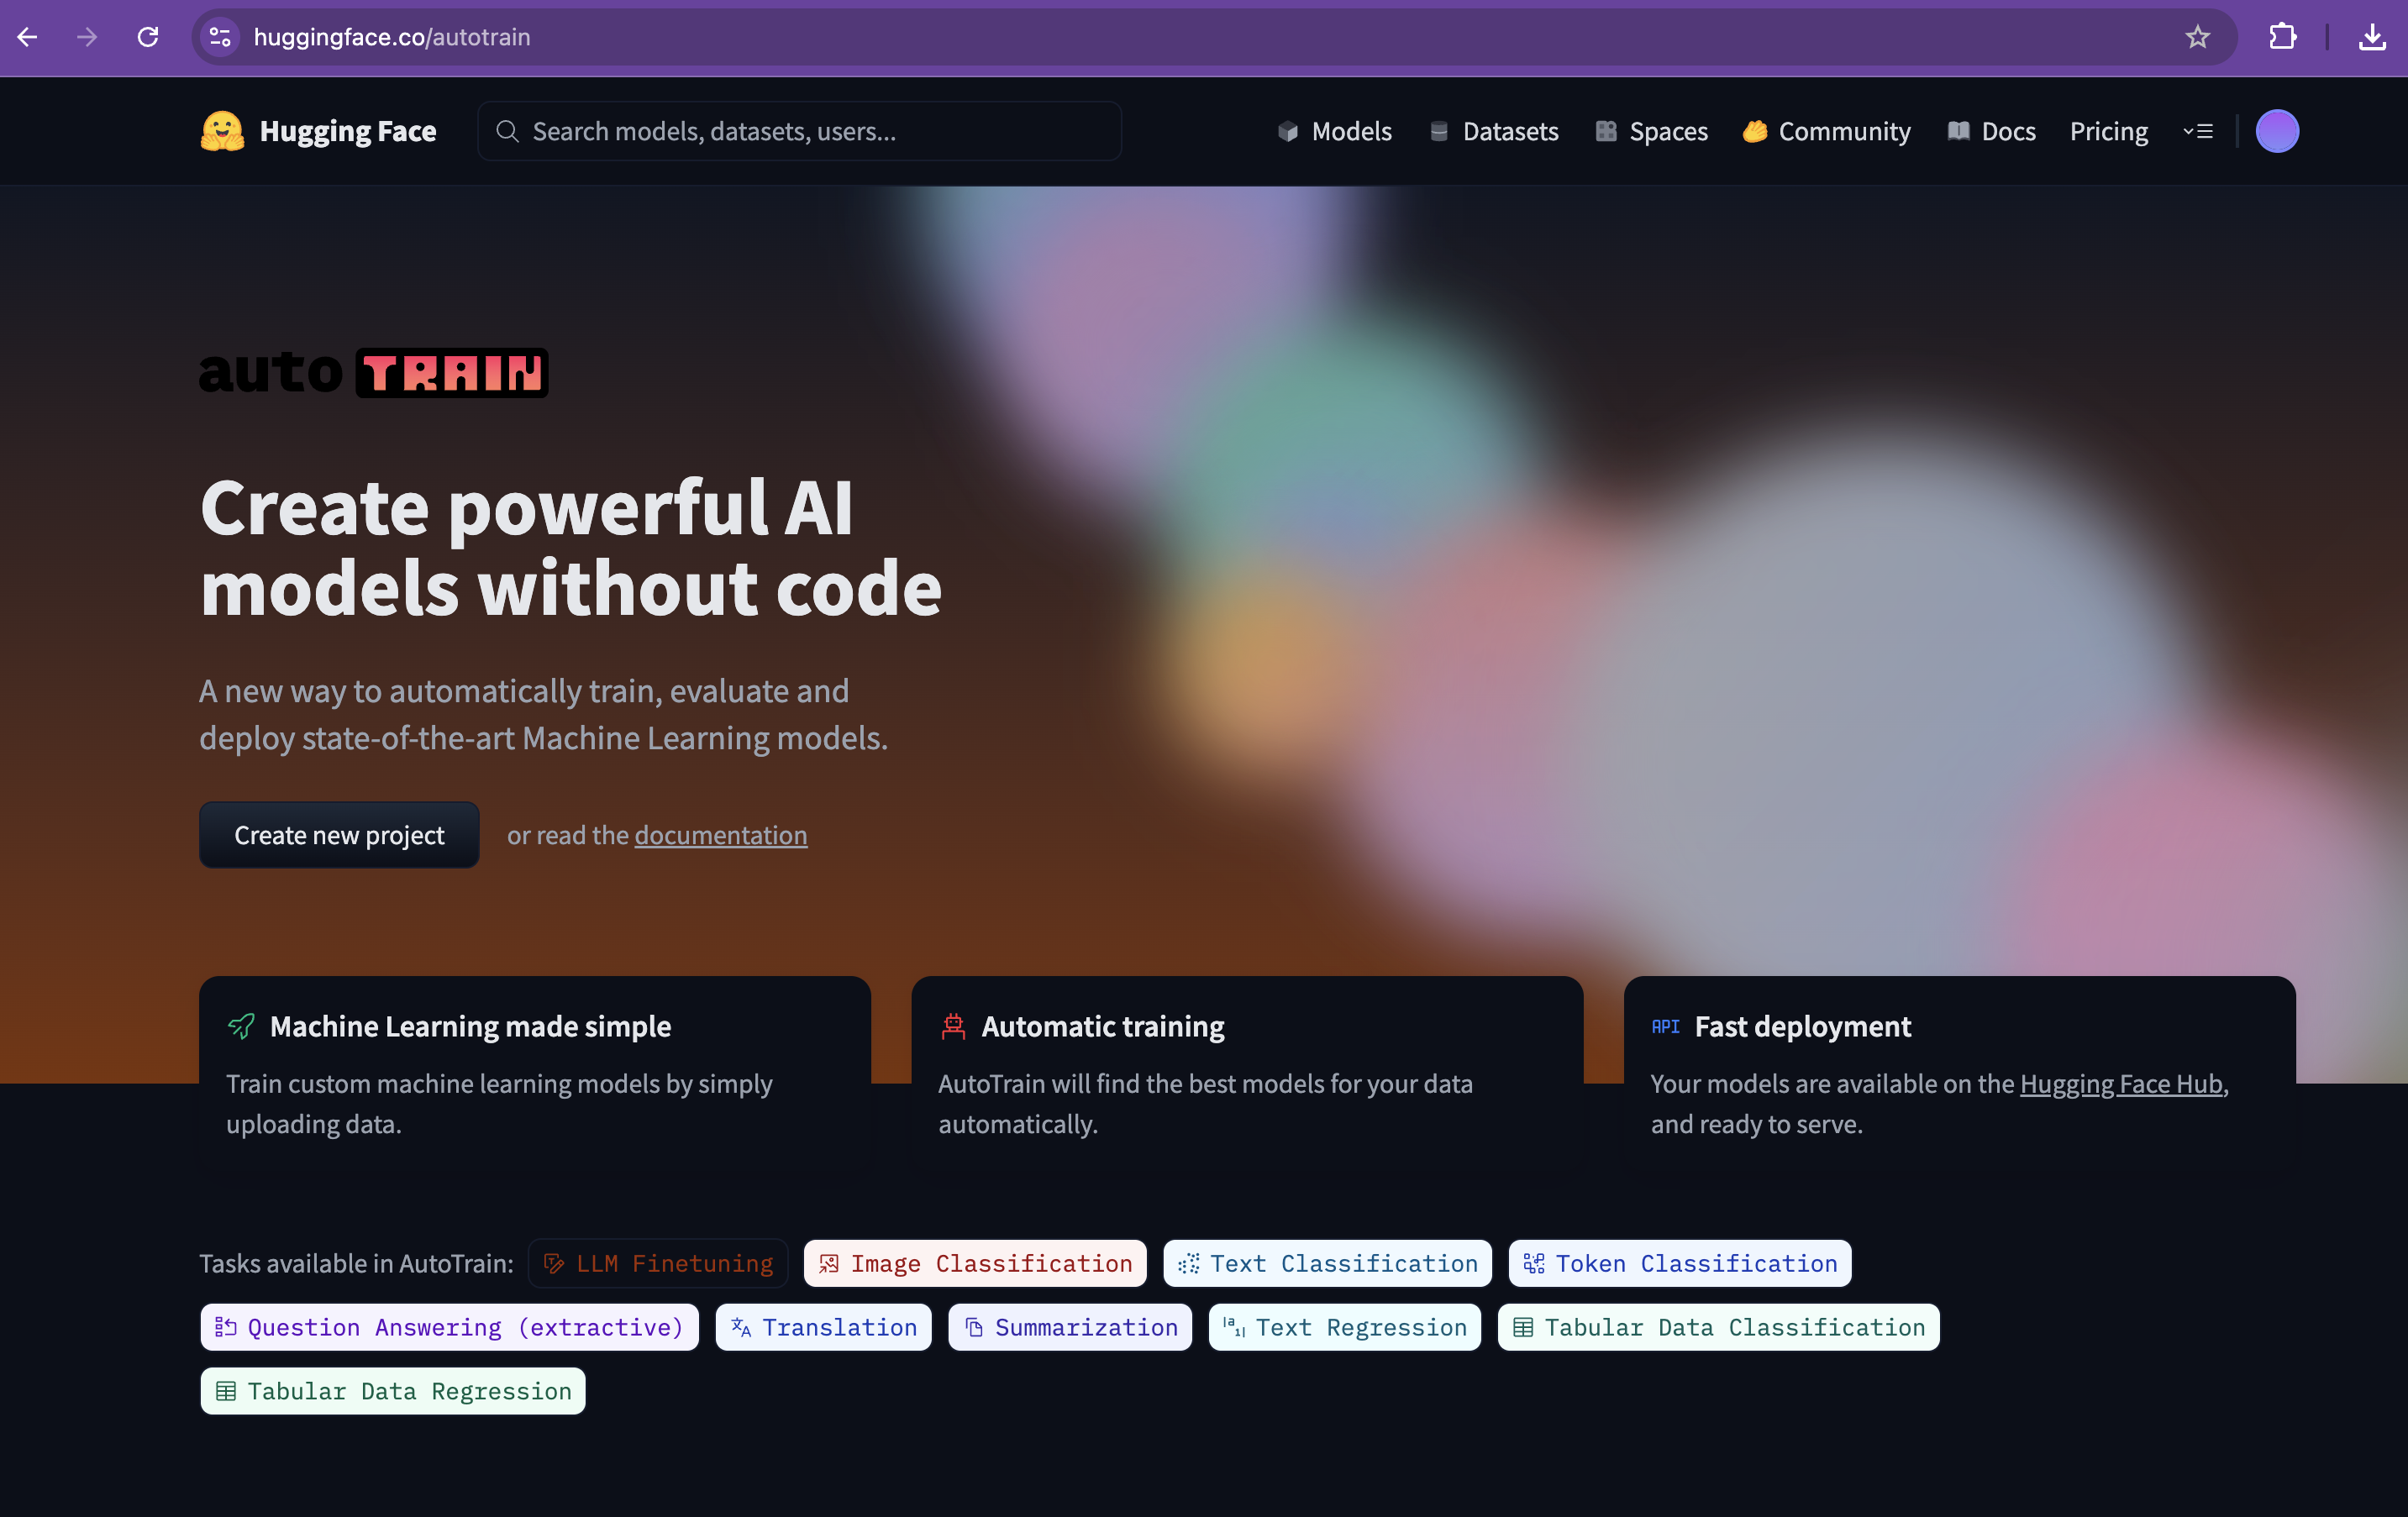 huggingface.co/autotrain
Hugging Face
Search models, datasets, users...
Models
Datasets
Spaces
Community
Docs
Pricing
auto TRAIN
Create powerful AI
models without code
A new way to automatically train, evaluate and
deploy state-of-the-art Machine Learning models.
Create new project
or read the documentation
Machine Learning made simple
Train custom machine learning models by simply
uploading data.
Automatic training
AutoTrain will find the best models for your data
automatically.
API Fast deployment
Your models are available on the Hugging Face Hub,
and ready to serve.
Tasks available in AutoTrain: LLM Finetuning Image Classification Text Classification Token Classification
Question Answering (extractive) Translation Summarization Text Regression Tabular Data Classification
Tabular Data Regression